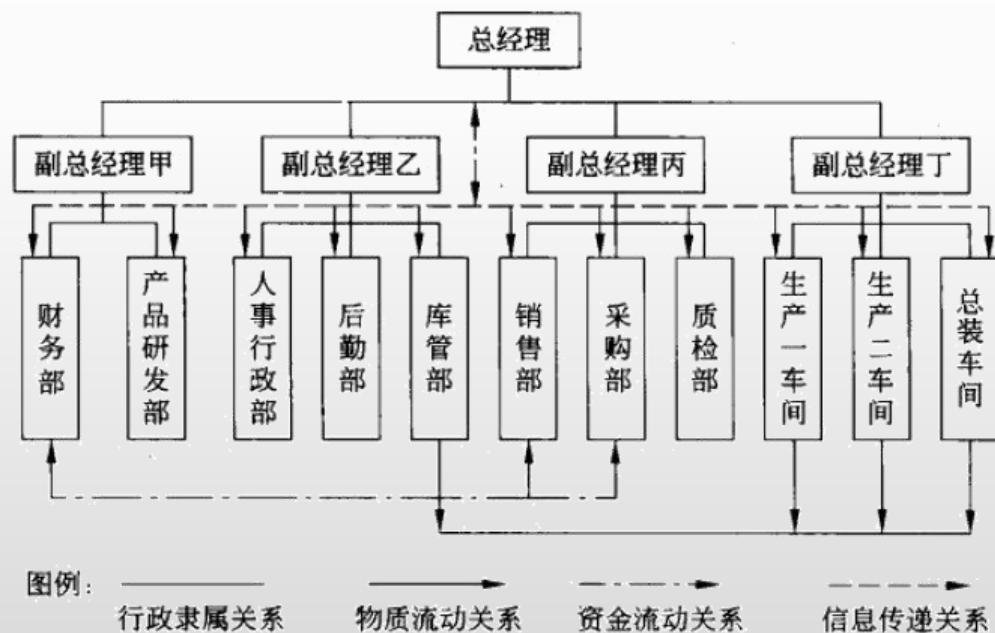 总经理
副总经理甲
副总经理乙
副总经理丙
副总经理丁
财务部
产品研发部
人事行政部
后勤部
库管部
销售部
采购部
质检部
生产一车间
生产二车间
总装车间
图例：
行政隶属关系
物质流动关系
资金流动关系
信息传递关系